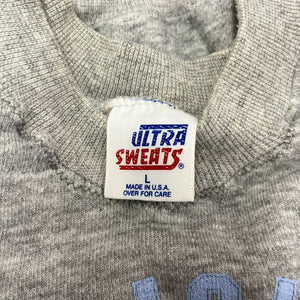 ULTRA
SWEATS®
L
MADE IN U.S.A.
OVER FOR CARE